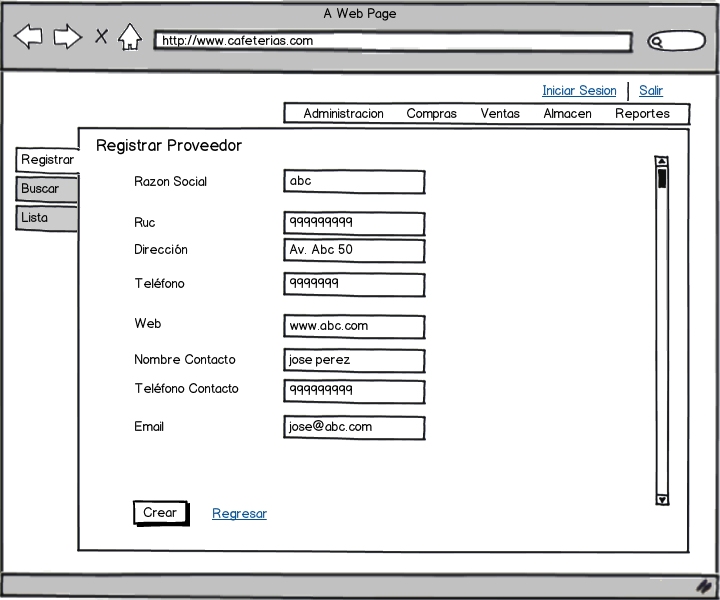 A Web Page
http://www.cafeterias.com
Iniciar Sesion Salir
Administracion Compras Ventas Almacen Reportes
Registrar Proveedor
Registrar
Buscar
Lista
Razon Social abc
Ruc 999999999
Dirección Av. Abc 50
Teléfono 9999999
Web www.abc.com
Nombre Contacto jose perez
Teléfono Contacto 999999999
Email jose@abc.com
Crear Regresar